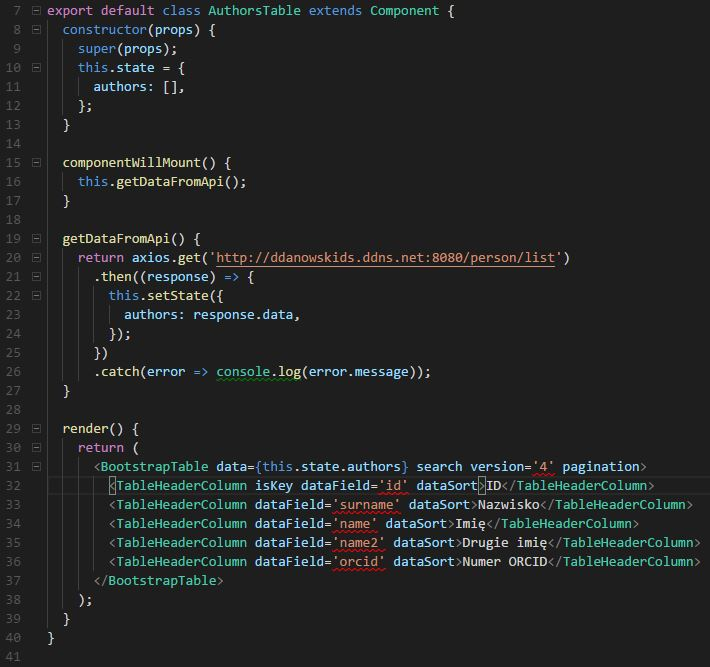 7 export default class AuthorsTable extends Component {
8 constructor(props) {
9 super(props);
10 this.state = {
11 authors: [],
12 };
13 }
14
15 componentWillMount() {
16 this.getDataFromApi();
17 }
18
19 getDataFromApi() {
20 return axios.get('http://ddanowskids.ddns.net:8080/person/list')
21 .then((response) => {
22 this.setState({
23 authors: response.data,
24 });
25 })
26 .catch(error => console.log(error.message));
27 }
28
29 render() {
30 return (
31 <BootstrapTable data={this.state.authors} search version='4' pagination>
32 <TableHeaderColumn isKey dataField='id' dataSort>ID</TableHeaderColumn>
33 <TableHeaderColumn dataField='surname' dataSort>Nazwisko</TableHeaderColumn>
34 <TableHeaderColumn dataField='name' dataSort>Imię</TableHeaderColumn>
35 <TableHeaderColumn dataField='name2' dataSort>Drugie imię</TableHeaderColumn>
36 <TableHeaderColumn dataField='orcid' dataSort>Numer ORCID</TableHeaderColumn>
37 </BootstrapTable>
38 );
39 }
40 }
41